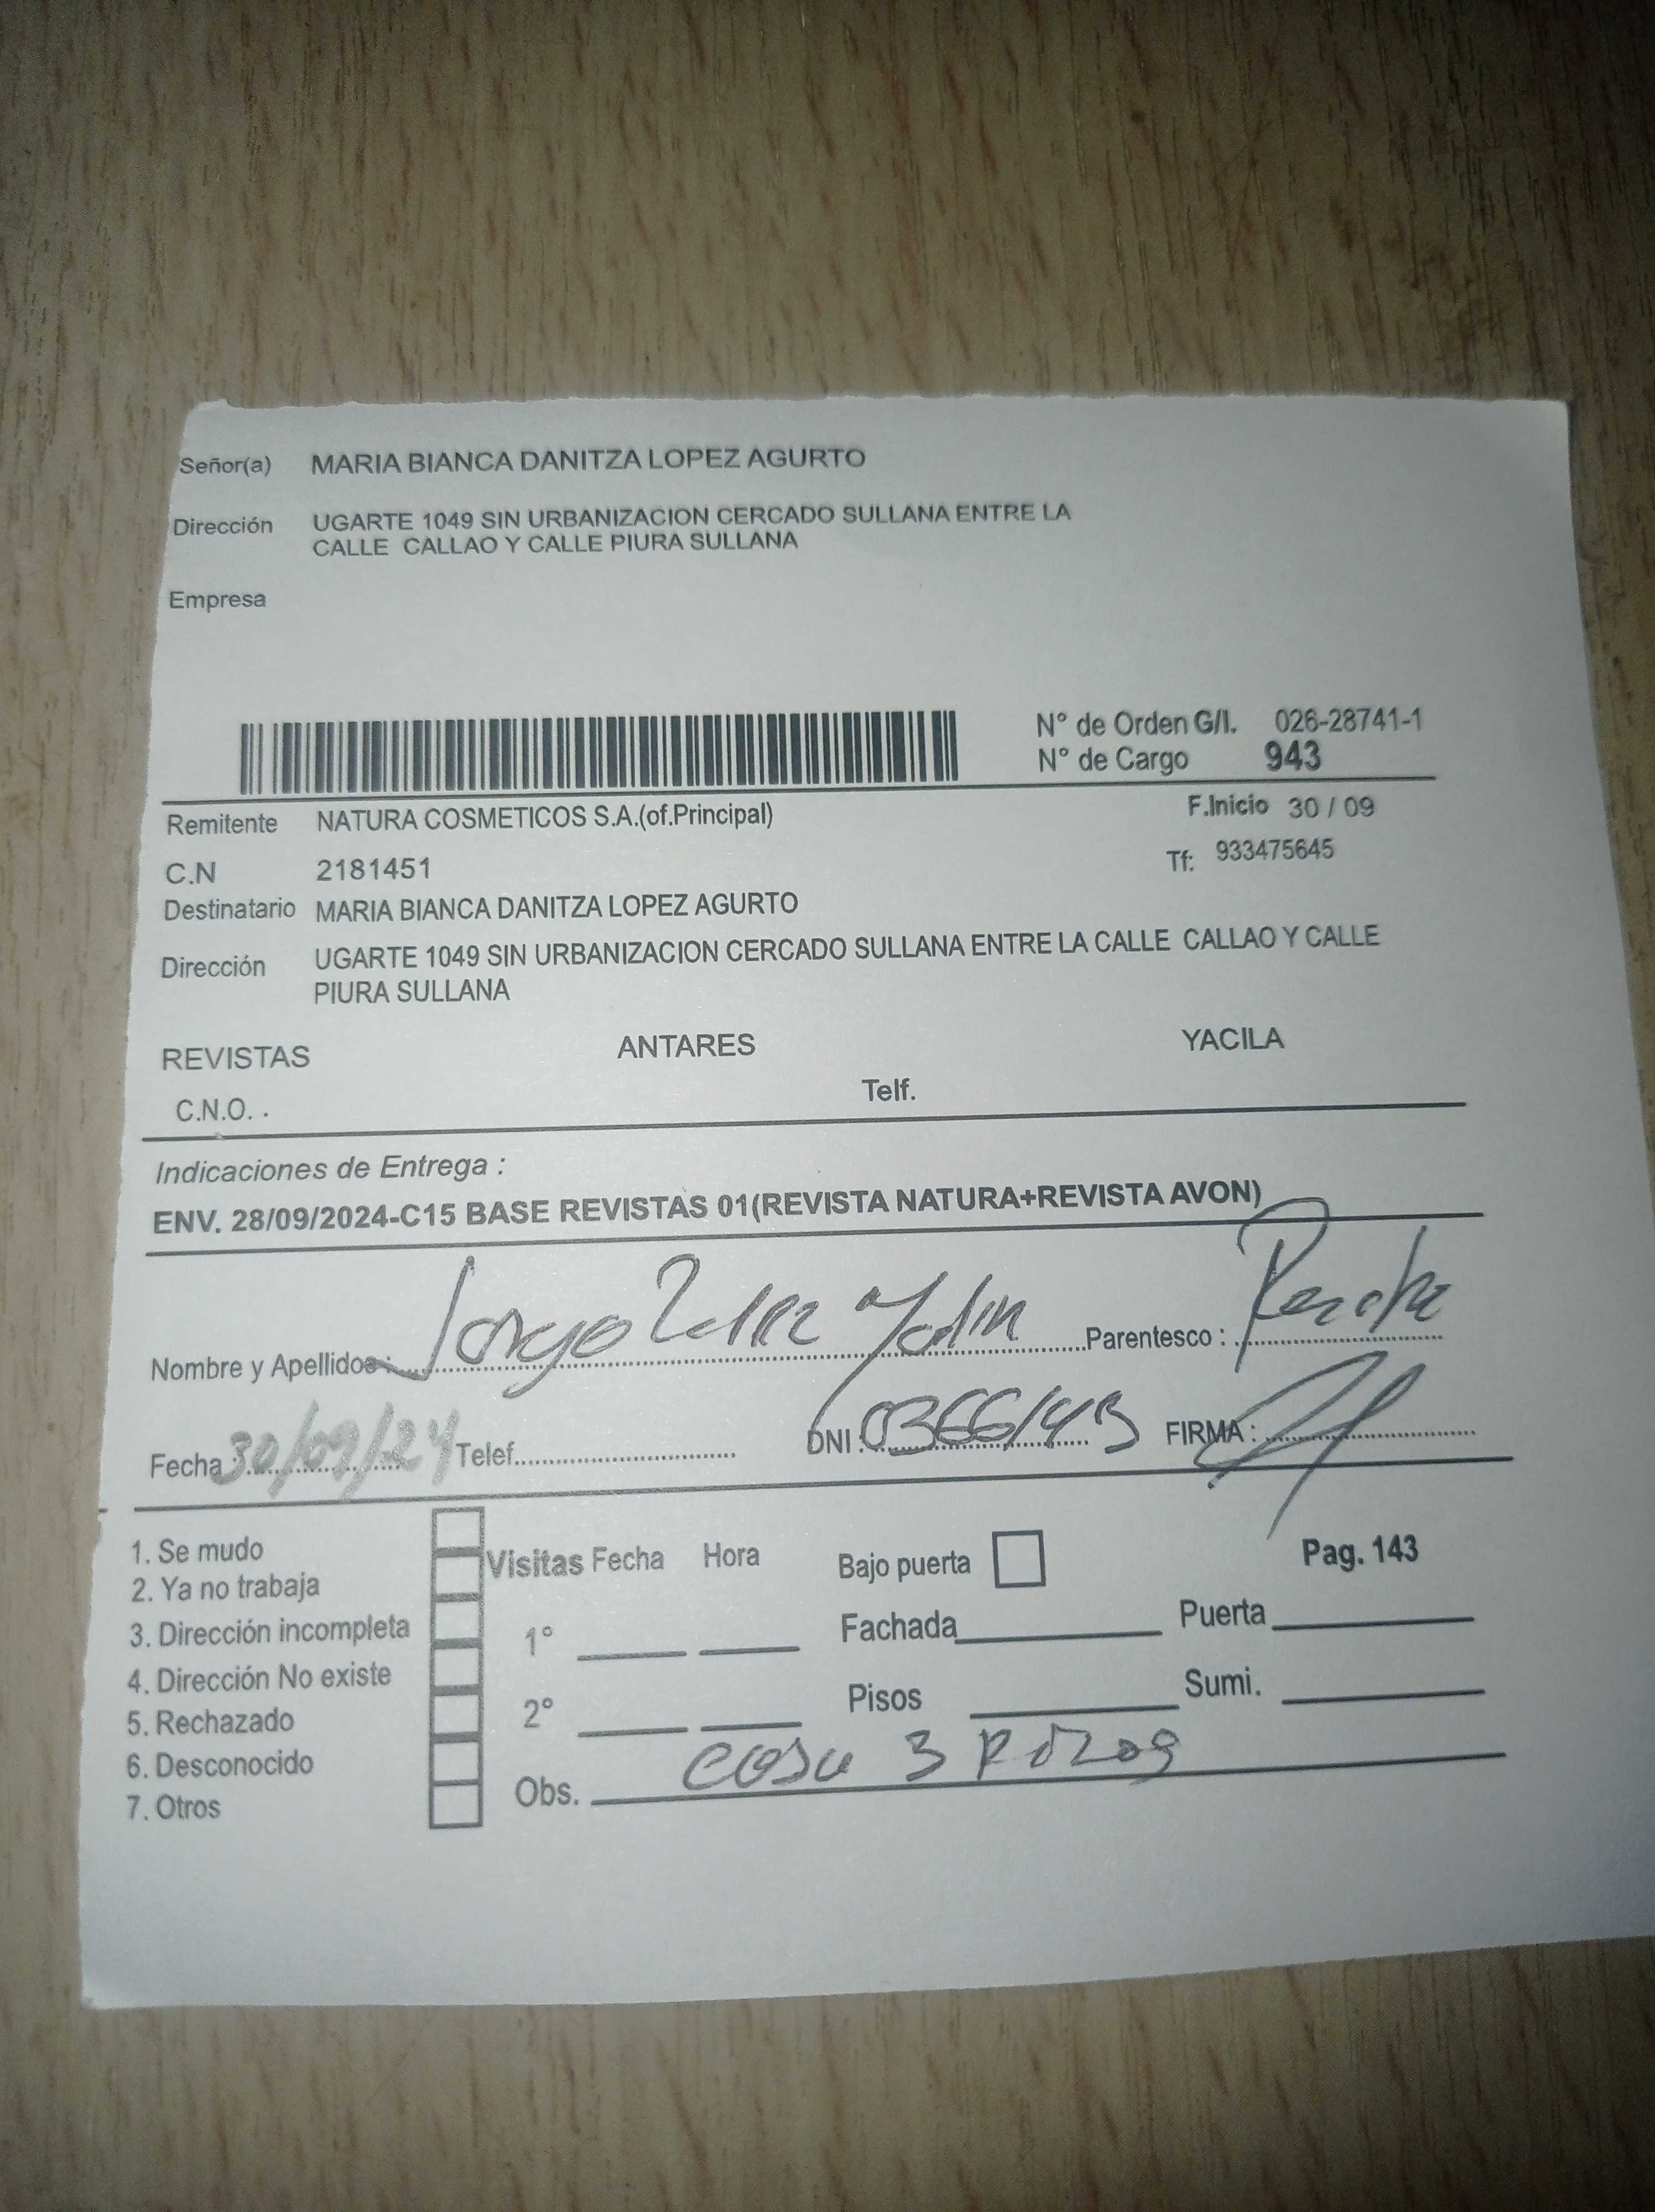 Señor(a) MARIA BIANCA DANITZA LOPEZ AGURTO
Dirección UGARTE 1049 SIN URBANIZACION CERCADO SULLANA ENTRE LA
CALLE CALLAO Y CALLE PIURA SULLANA
Empresa
N° de Orden G/I. 026-28741-1
N° de Cargo 943
Remitente NATURA COSMETICOS S.A.(of.Principal) F.Inicio 30 / 09
C.N 2181451 Tf: 933475645
Destinatario MARIA BIANCA DANITZA LOPEZ AGURTO
Dirección UGARTE 1049 SIN URBANIZACION CERCADO SULLANA ENTRE LA CALLE CALLAO Y CALLE
PIURA SULLANA
REVISTAS ANTARES YACILA
C.N.O. . Telf.
Indicaciones de Entrega :
ENV. 28/09/2024-C15 BASE REVISTAS 01(REVISTA NATURA+REVISTA AVON)
Nombre y Apellidos : Parentesco :
Fecha : 30/09/24 Telef. DNI : FIRMA :
1. Se mudo
2. Ya no trabaja
3. Dirección incompleta
4. Dirección No existe
5. Rechazado
6. Desconocido
7. Otros
Visitas Fecha Hora Bajo puerta Pag. 143
1° Fachada Puerta
2° Pisos Sumi.
Obs. casa 3 pizos